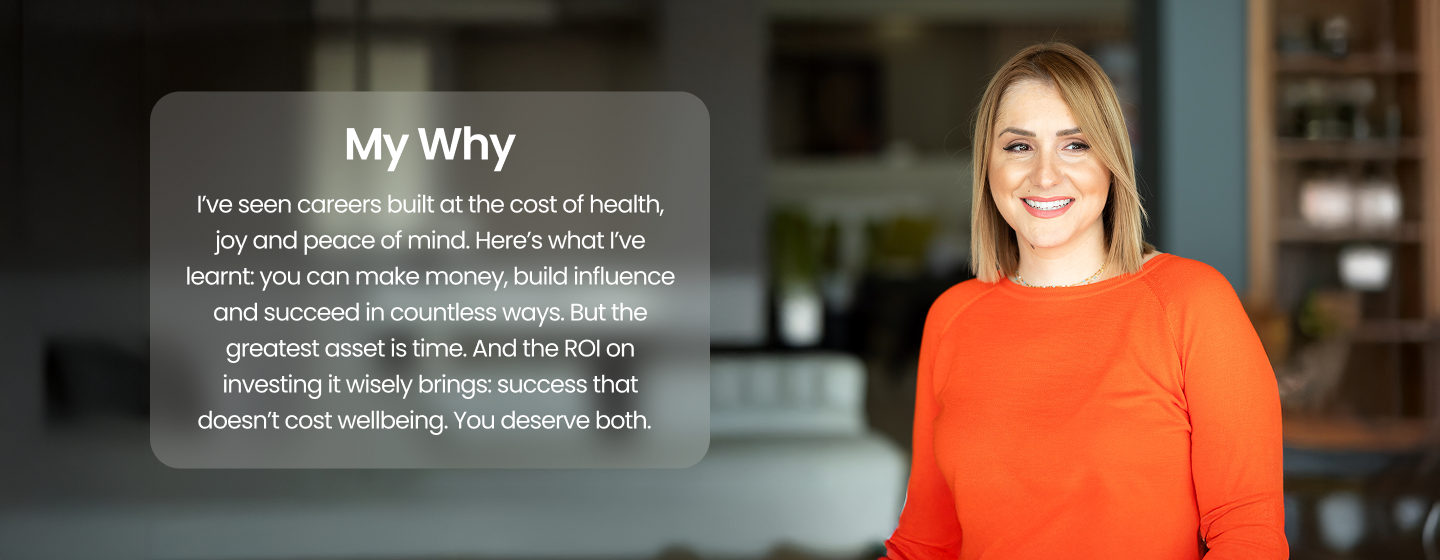 My Why
I've seen careers built at the cost of health,
joy and peace of mind. Here's what I've
learnt: you can make money, build influence
and succeed in countless ways. But the
greatest asset is time. And the ROI on
investing it wisely brings: success that
doesn't cost wellbeing. You deserve both.